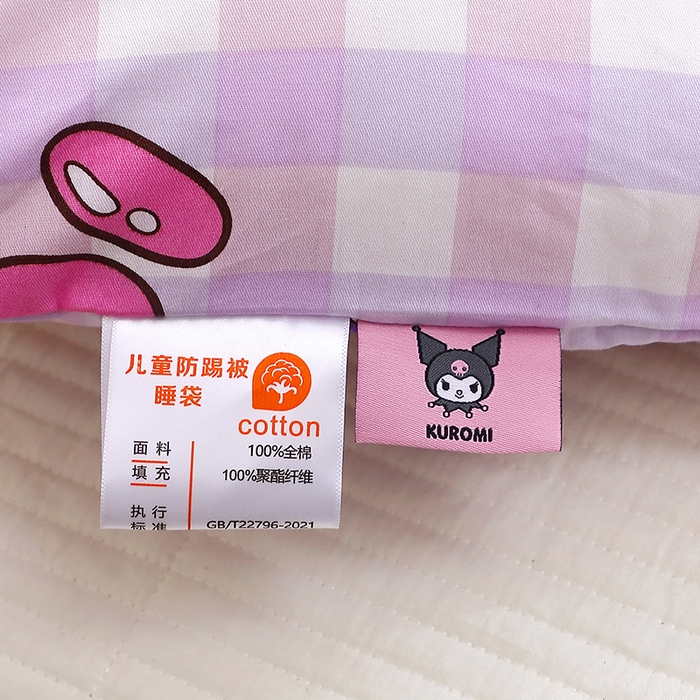 儿童防踢被
睡袋
cotton
面料 100%全棉
填充 100%聚酯纤维
执行
标准 GB/T22796-2021
KUROMI